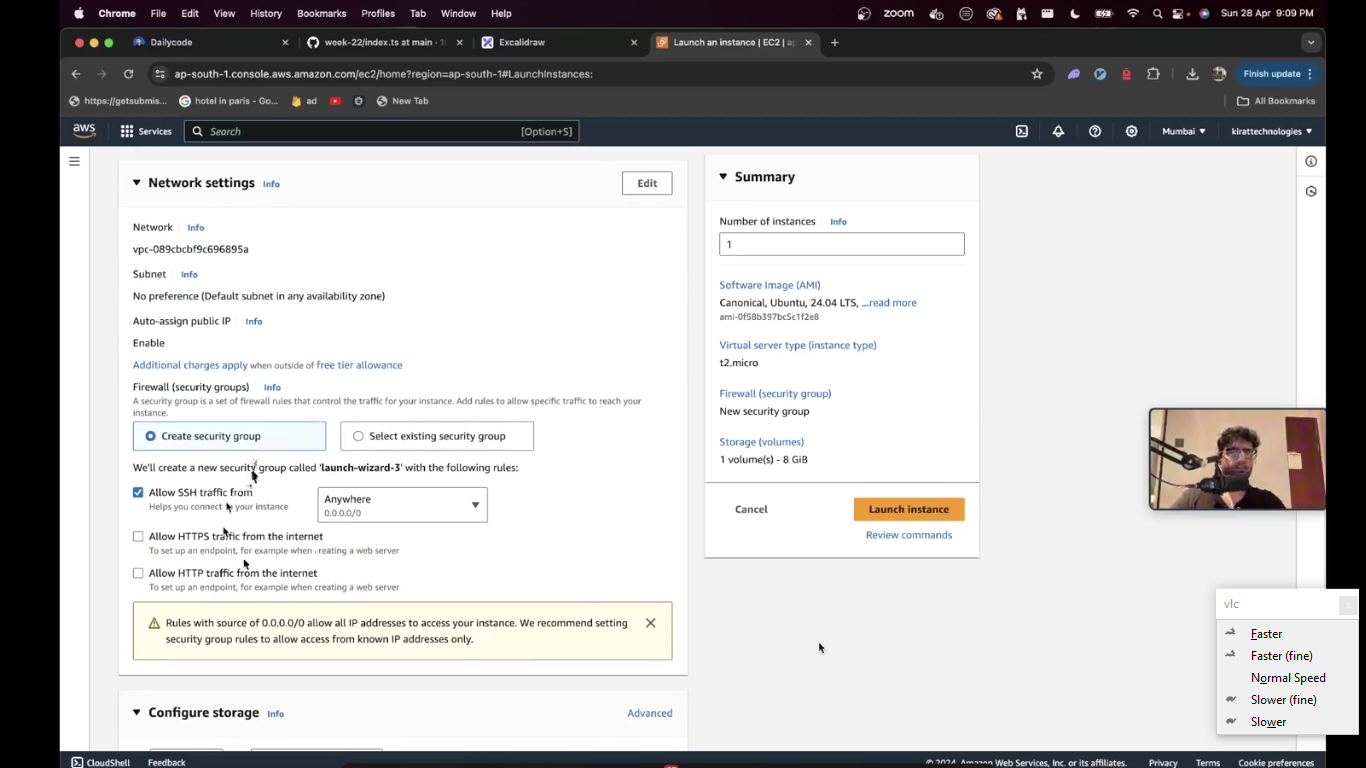 Chrome File Edit View History Bookmarks Profiles Tab Window Help zoom Sun 28 Apr 9:09 PM
Dailycode week-22/index.ts at main · 1 Excalidraw Launch an instance | EC2 | ap
ap-south-1.console.aws.amazon.com/ec2/home?region=ap-south-1#LaunchInstances: Finish update
https://getsubmis... hotel in paris - Go... ad New Tab All Bookmarks
aws Services Search [Option+S] Mumbai ▼ kirattechnologies ▼
Network settings Info Edit
Network Info
vpc-089cbcbf9c696895a
Subnet Info
No preference (Default subnet in any availability zone)
Auto-assign public IP Info
Enable
Additional charges apply when outside of free tier allowance
Firewall (security groups) Info
A security group is a set of firewall rules that control the traffic for your instance. Add rules to allow specific traffic to reach your
instance.
Create security group Select existing security group
We'll create a new security group called 'launch-wizard-3' with the following rules:
Allow SSH traffic from
Helps you connect to your instance
Anywhere
0.0.0.0/0
Allow HTTPS traffic from the internet
To set up an endpoint, for example when creating a web server
Allow HTTP traffic from the internet
To set up an endpoint, for example when creating a web server
Rules with source of 0.0.0.0/0 allow all IP addresses to access your instance. We recommend setting
security group rules to allow access from known IP addresses only.
Configure storage Info Advanced
Summary
Number of instances Info
1
Software Image (AMI)
Canonical, Ubuntu, 24.04 LTS, ...read more
ami-0f58b397bc5c1f2e8
Virtual server type (instance type)
t2.micro
Firewall (security group)
New security group
Storage (volumes)
1 volume(s) - 8 GiB
Cancel Launch instance
Review commands
vlc
Faster
Faster (fine)
Normal Speed
Slower (fine)
Slower
CloudShell Feedback © 2024, Amazon Web Services, Inc. or its affiliates. Privacy Terms Cookie preferences